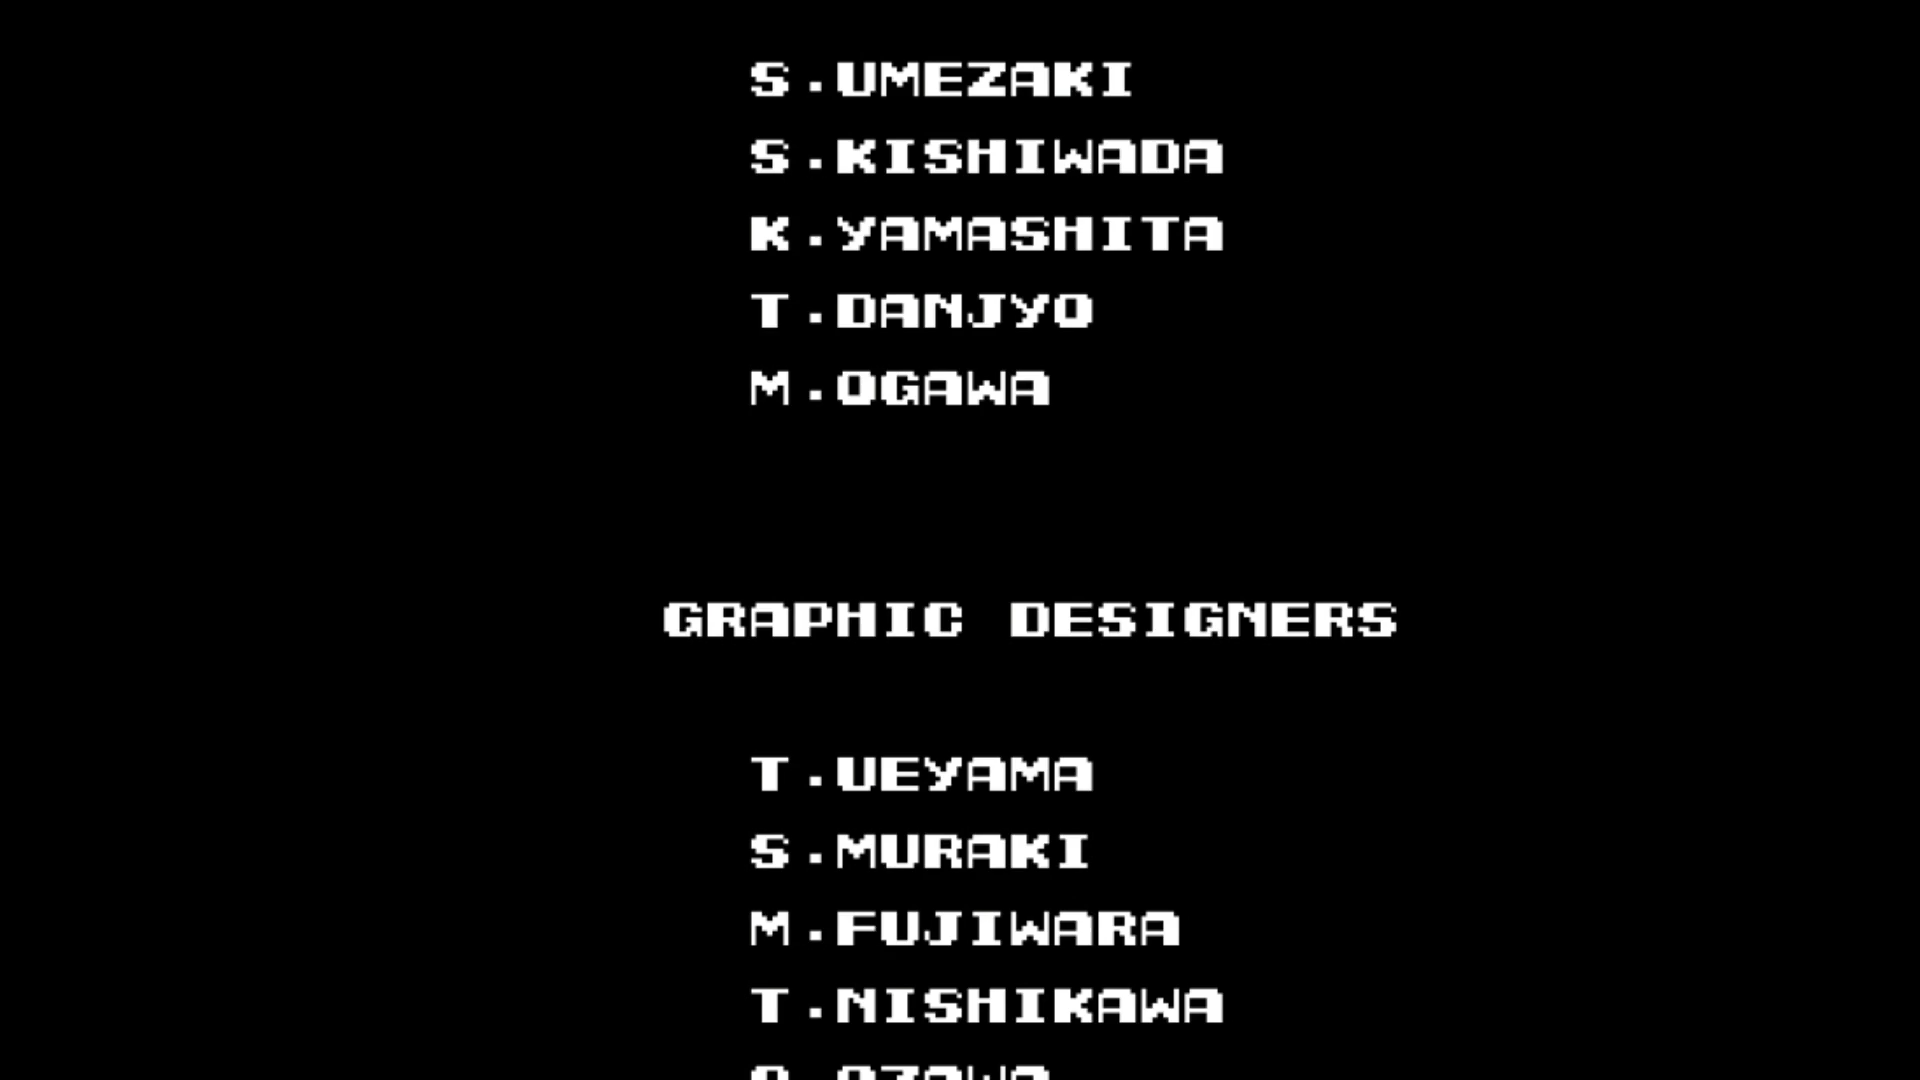 S.UMEZAKI
S.KISHIWADA
K.YAMASHITA
T.DANJYO
M.OGAWA
GRAPHIC DESIGNERS
T.UEYAMA
S.MURAKI
M.FUJIWARA
T.NISHIKAWA